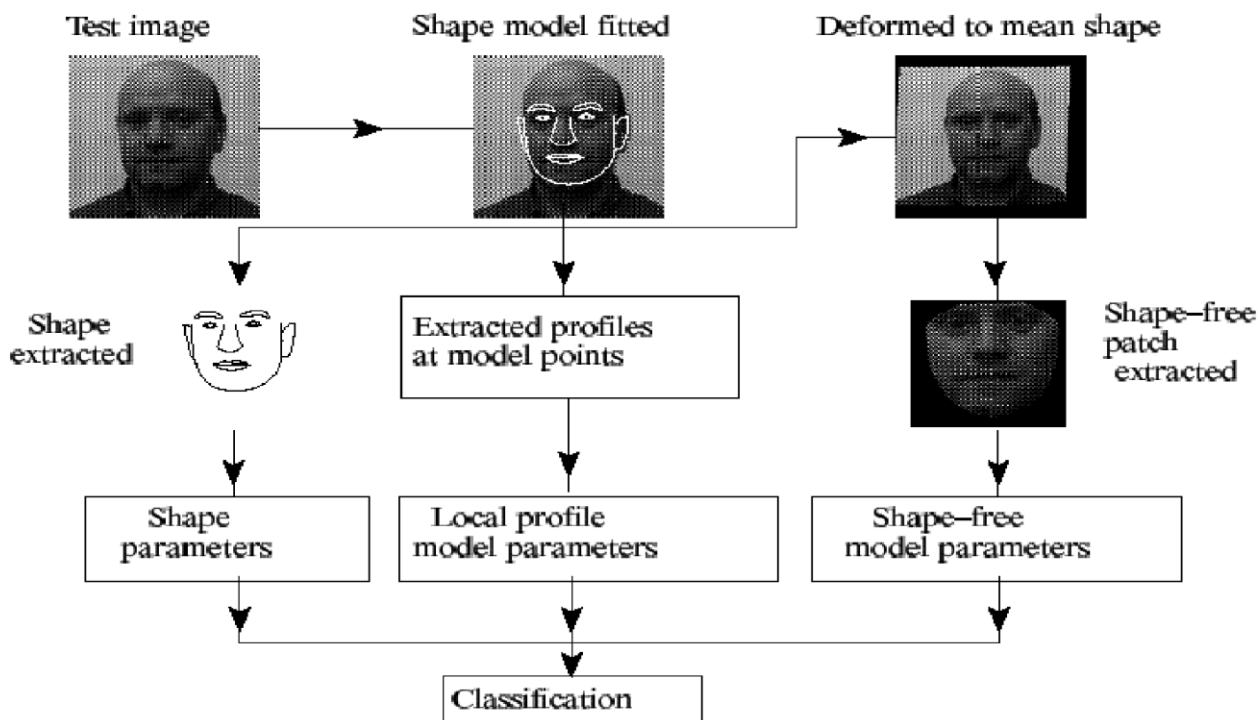 Test image
Shape model fitted
Deformed to mean shape
Shape
extracted
Extracted profiles
at model points
Shape–free
patch
extracted
Shape
parameters
Local profile
model parameters
Shape–free
model parameters
Classification